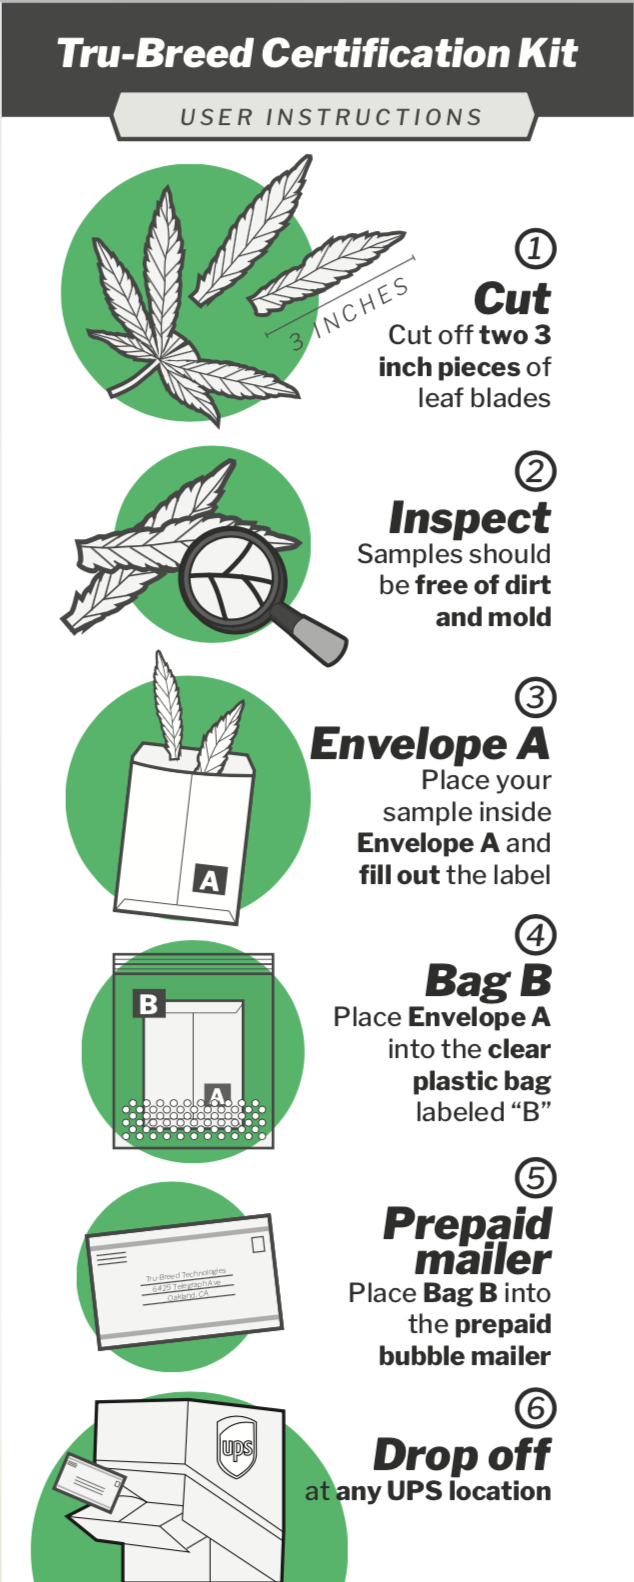 Tru-Breed Certification Kit
USER INSTRUCTIONS
3 INCHES
1
Cut
Cut off two 3
inch pieces of
leaf blades
2
Inspect
Samples should
be free of dirt
and mold
3
Envelope A
Place your
sample inside
Envelope A and
fill out the label
A
4
Bag B
Place Envelope A
into the clear
plastic bag
labeled “B”
B
A
5
Prepaid
mailer
Place Bag B into
the prepaid
bubble mailer
Tru-Breed Technologies
6425 Telegraph Ave
Oakland, CA
6
Drop off
at any UPS location
ups